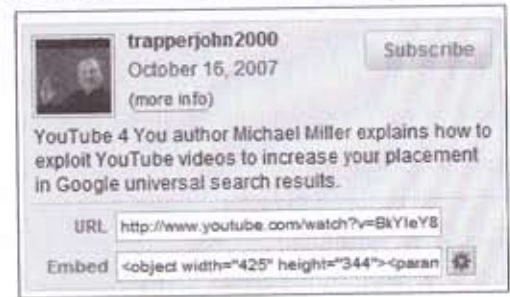 trapperjohn2000
Subscribe
October 16, 2007
(more info)
YouTube 4 You author Michael Miller explains how to
exploit YouTube videos to increase your placement
in Google universal search results.
URL http://www.youtube.com/watch?v=BkYIeY8
Embed <object width="425" height="344"><param